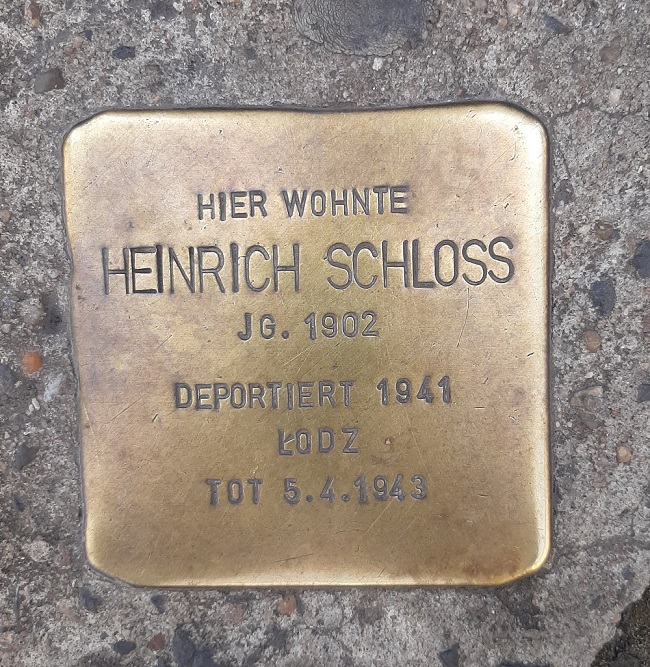 HIER WOHNTE
HEINRICH SCHLOSS
JG. 1902
DEPORTIERT 1941
ŁODZ
TOT 5.4.1943